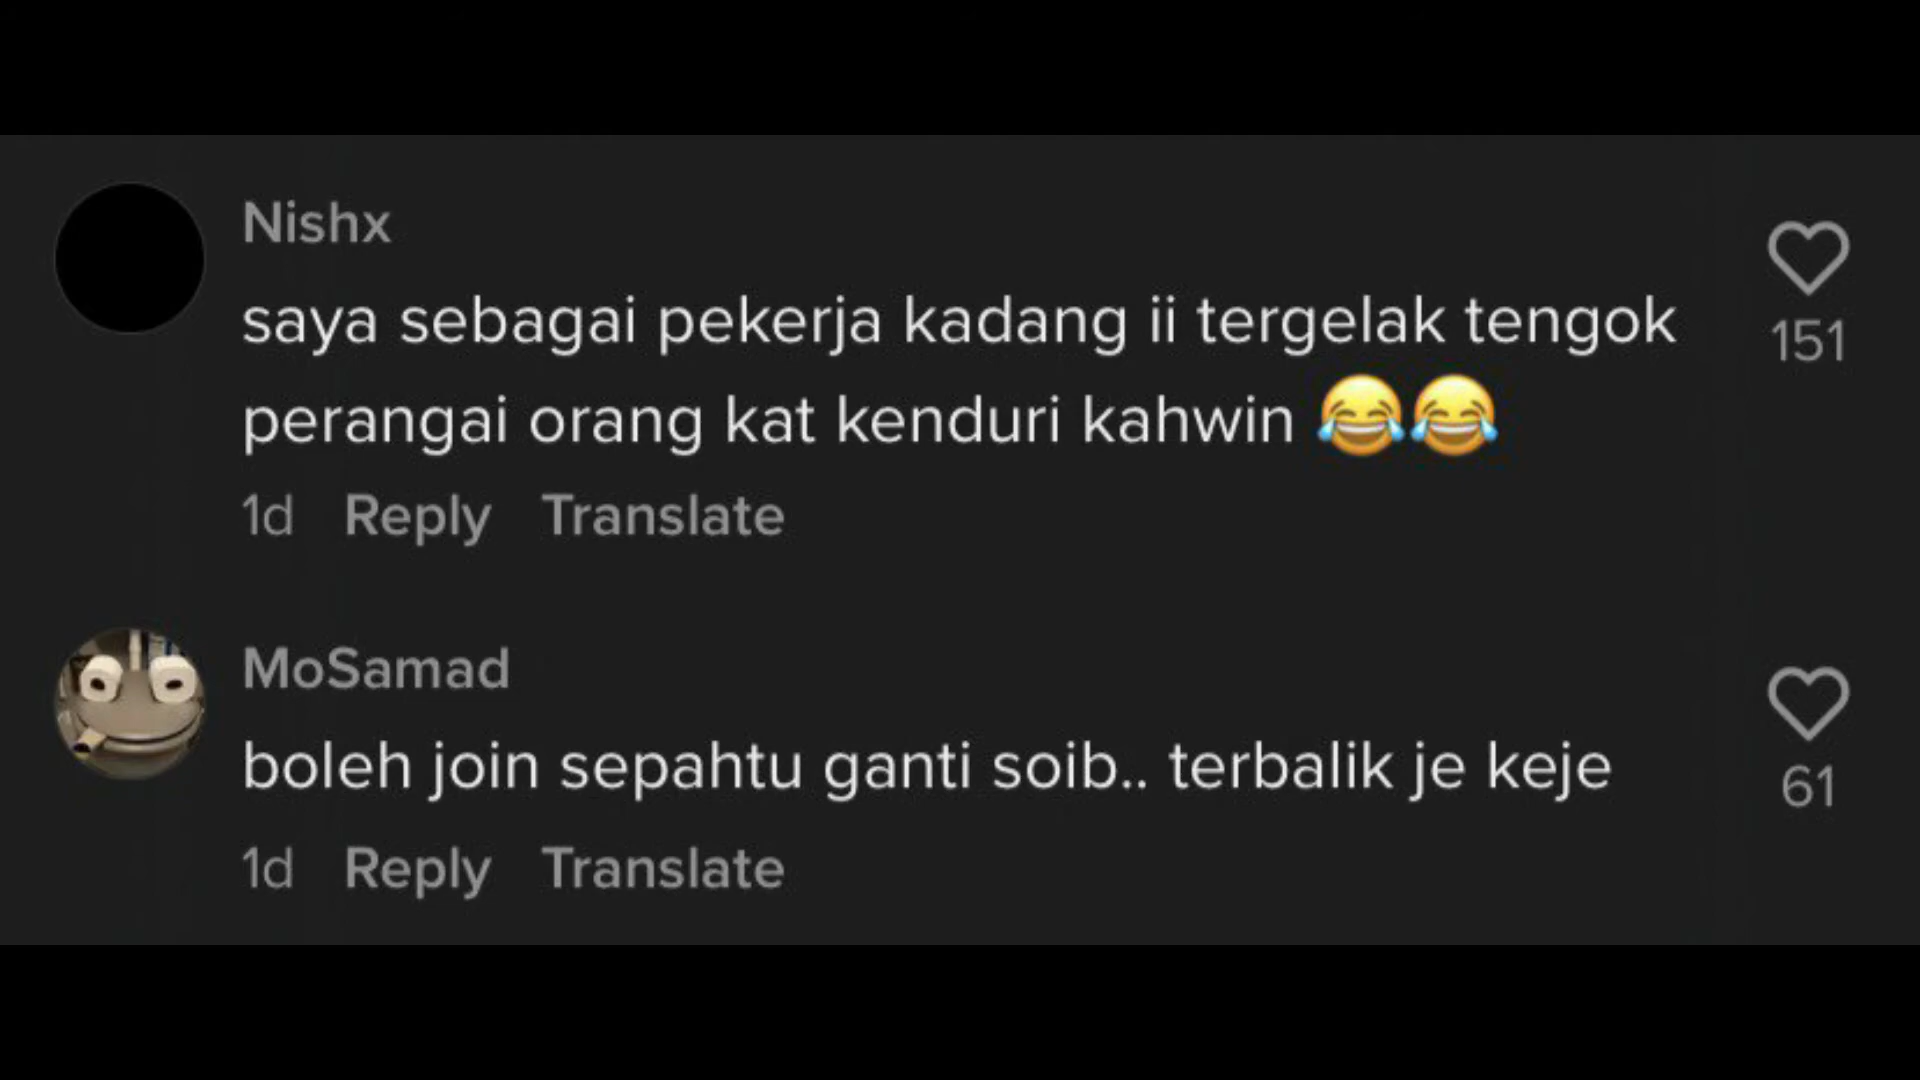 Nishx
saya sebagai pekerja kadang ii tergelak tengok
perangai orang kat kenduri kahwin 😂😂
151
1d Reply Translate
MoSamad
boleh join sepahtu ganti soib.. terbalik je keje
61
1d Reply Translate